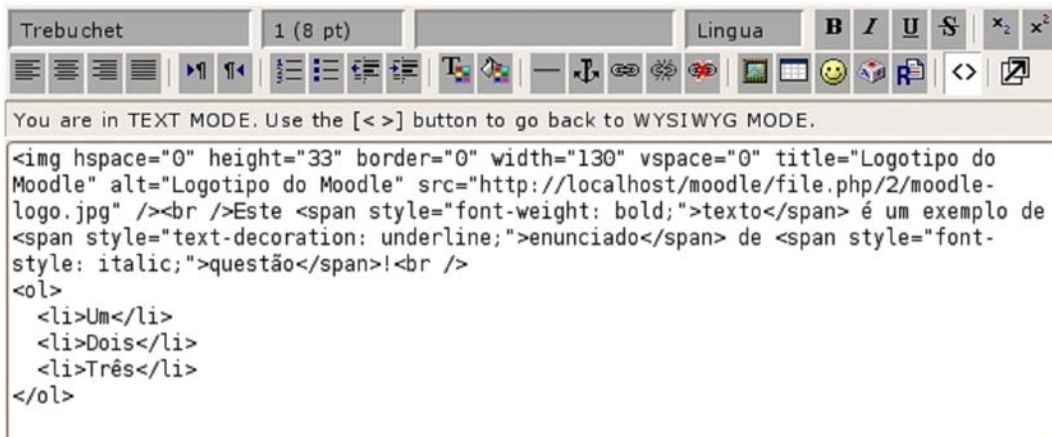 Trebuchet 1 (8 pt) Lingua B I U S x₂ x²
You are in TEXT MODE. Use the [< >] button to go back to WYSIWYG MODE.
<img hspace="0" height="33" border="0" width="130" vspace="0" title="Logotipo do
Moodle" alt="Logotipo do Moodle" src="http://localhost/moodle/file.php/2/moodle-
logo.jpg" /><br />Este <span style="font-weight: bold;">texto</span> é um exemplo de
<span style="text-decoration: underline;">enunciado</span> de <span style="font-
style: italic;">questão</span>!<br />
<ol>
  <li>Um</li>
  <li>Dois</li>
  <li>Três</li>
</ol>